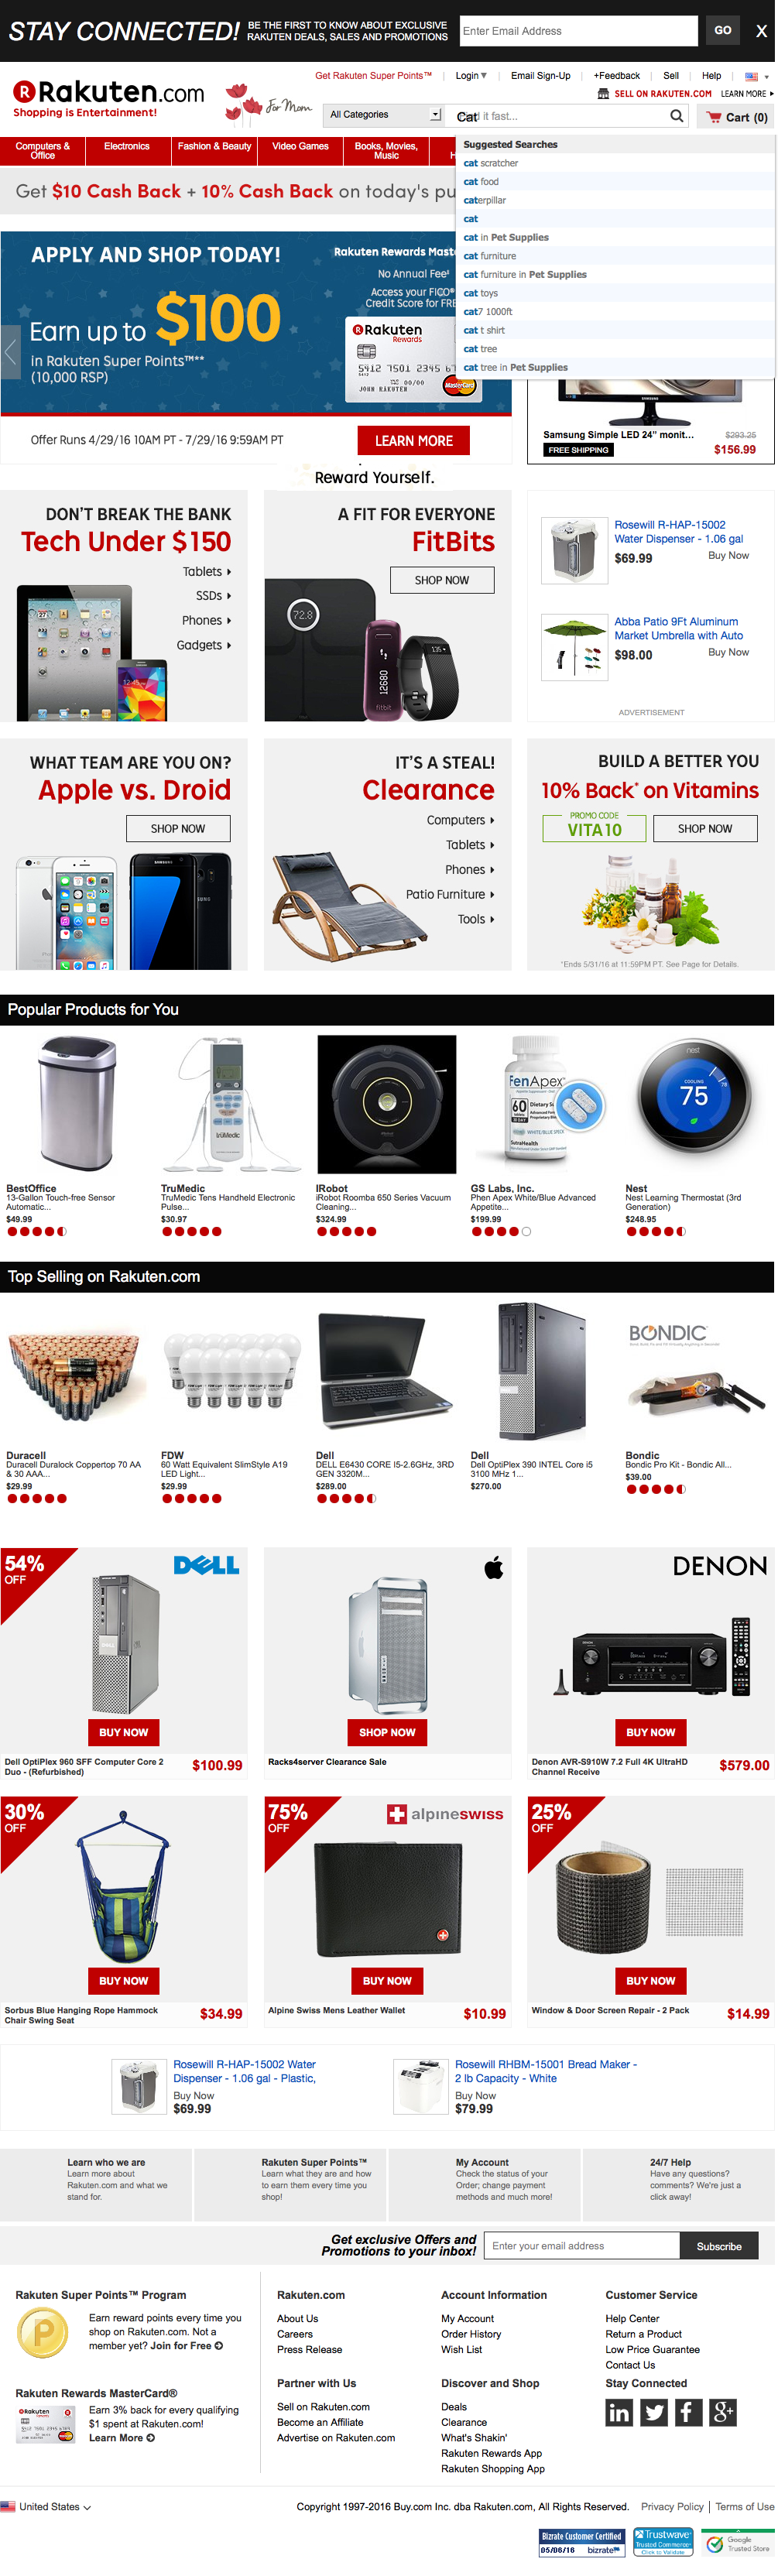 STAY CONNECTED!
BE THE FIRST TO KNOW ABOUT EXCLUSIVE
RAKUTEN DEALS, SALES AND PROMOTIONS
Enter Email Address
GO
X
Get Rakuten Super Points™
Login
Email Sign-Up
+Feedback
Sell
Help
SELL ON RAKUTEN.COM
LEARN MORE
Rakuten.com
Shopping is Entertainment!
For Mom
All Categories
Cat
it fast...
Cart (0)
Computers &
Office
Electronics
Fashion & Beauty
Video Games
Books, Movies,
Music
H
Suggested Searches
cat scratcher
cat food
caterpillar
cat
cat in Pet Supplies
cat furniture
cat furniture in Pet Supplies
cat toys
cat7 1000ft
cat t shirt
cat tree
cat tree in Pet Supplies
Get $10 Cash Back + 10% Cash Back on today's pu
APPLY AND SHOP TODAY!
Earn up to $100
in Rakuten Super Points™**
(10,000 RSP)
Rakuten Rewards Mast
No Annual Fee
Access your FICO®
Credit Score for FRE
Rakuten
Rewards
5412 7501 2345 67
00/00
JOHN RAKUTEN
MasterCard
Offer Runs 4/29/16 10AM PT - 7/29/16 9:59AM PT
LEARN MORE
Samsung Simple LED 24" monit...
FREE SHIPPING
$293.25
$156.99
Reward Yourself.
DON'T BREAK THE BANK
Tech Under $150
Tablets
SSDs
Phones
Gadgets
A FIT FOR EVERYONE
FitBits
SHOP NOW
72.8
12680
fitbit
135
Rosewill R-HAP-15002
Water Dispenser - 1.06 gal
$69.99
Buy Now
Abba Patio 9Ft Aluminum
Market Umbrella with Auto
$98.00
Buy Now
ADVERTISEMENT
WHAT TEAM ARE YOU ON?
Apple vs. Droid
SHOP NOW
SAMSUNG
IT'S A STEAL!
Clearance
Computers
Tablets
Phones
Patio Furniture
Tools
BUILD A BETTER YOU
10% Back* on Vitamins
PROMO CODE
VITA10
SHOP NOW
*Ends 5/31/16 at 11:59PM PT. See Page for Details.
Popular Products for You
truMedic
FenApex
60
WHITE/BLUE SPECS
SutraHealth
nest
COOLING
75
BestOffice
13-Gallon Touch-free Sensor
Automatic...
$49.99
TruMedic
TruMedic Tens Handheld Electronic
Pulse...
$30.97
IRobot
iRobot Roomba 650 Series Vacuum
Cleaning...
$324.99
GS Labs, Inc.
Phen Apex White/Blue Advanced
Appetite...
$199.99
Nest
Nest Learning Thermostat (3rd
Generation)
$248.95
Top Selling on Rakuten.com
BONDIC
Duracell
Duracell Duralock Coppertop 70 AA
& 30 AAA...
$29.99
FDW
60 Watt Equivalent SlimStyle A19
LED Light...
$29.99
Dell
DELL E6430 CORE I5-2.6GHz, 3RD
GEN 3320M...
$289.00
Dell
Dell OptiPlex 390 INTEL Core i5
3100 MHz 1...
$270.00
Bondic
Bondic Pro Kit - Bondic All...
$39.00
54%
OFF
DELL
BUY NOW
Dell OptiPlex 960 SFF Computer Core 2
Duo - (Refurbished)
$100.99
SHOP NOW
Racks4server Clearance Sale
DENON
BUY NOW
Denon AVR-S910W 7.2 Full 4K UltraHD
Channel Receive
$579.00
30%
OFF
BUY NOW
Sorbus Blue Hanging Rope Hammock
Chair Swing Seat
$34.99
75%
OFF
alpineswiss
BUY NOW
Alpine Swiss Mens Leather Wallet
$10.99
25%
OFF
BUY NOW
Window & Door Screen Repair - 2 Pack
$14.99
Rosewill R-HAP-15002 Water
Dispenser - 1.06 gal - Plastic,
Buy Now
$69.99
Rosewill RHBM-15001 Bread Maker -
2 lb Capacity - White
Buy Now
$79.99
Learn who we are
Learn more about
Rakuten.com and what we
stand for.
Rakuten Super Points™
Learn what they are and how
to earn them every time you
shop!
My Account
Check the status of your
Order; change payment
methods and much more!
24/7 Help
Have any questions?
comments? We're just a
click away!
Get exclusive Offers and
Promotions to your inbox!
Enter your email address
Subscribe
Rakuten Super Points™ Program
Earn reward points every time you
shop on Rakuten.com. Not a
member yet? Join for Free
Rakuten Rewards MasterCard®
Earn 3% back for every qualifying
$1 spent at Rakuten.com!
Learn More
Rakuten.com
About Us
Careers
Press Release
Account Information
My Account
Order History
Wish List
Customer Service
Help Center
Return a Product
Low Price Guarantee
Contact Us
Partner with Us
Sell on Rakuten.com
Become an Affiliate
Advertise on Rakuten.com
Discover and Shop
Deals
Clearance
What's Shakin'
Rakuten Rewards App
Rakuten Shopping App
Stay Connected
United States
Copyright 1997-2016 Buy.com Inc. dba Rakuten.com, All Rights Reserved.
Privacy Policy
Terms of Use
Bizrate Customer Certified
05/06/16
bizrate
Trustwave
Trusted Commerce
Click to Validate
Google
Trusted Store